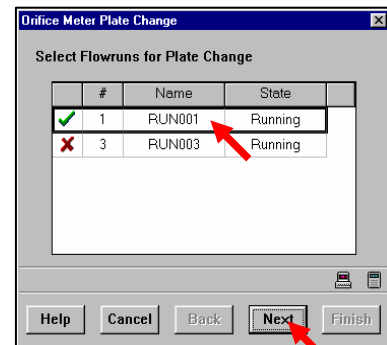 Orifice Meter Plate Change
Select Flowruns for Plate Change
# Name State
1 RUN001 Running
3 RUN003 Running
Help Cancel Back Next Finish